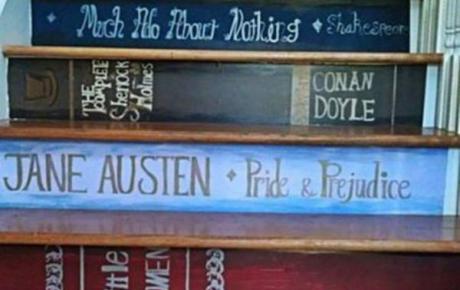 Much Ado About Nothing ◆ Shakespeare
THE COMPLETE
Sherlock
Holmes
CONAN
DOYLE
JANE AUSTEN ◆ Pride & Prejudice
little
WOMEN